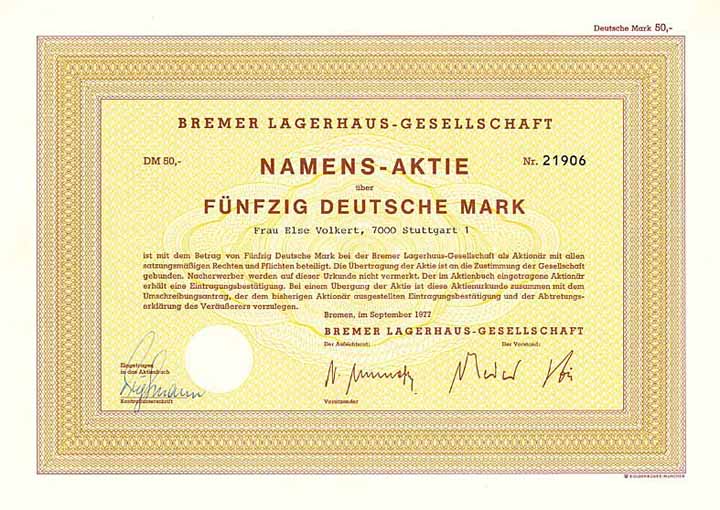 Deutsche Mark 50,-
BREMER LAGERHAUS-GESELLSCHAFT
DM 50,- NAMENS-AKTIE Nr. 21906
über
FÜNFZIG DEUTSCHE MARK
Frau Else Volkert, 7000 Stuttgart 1
ist mit dem Betrag von Fünfzig Deutsche Mark bei der Bremer Lagerhaus-Gesellschaft als Aktionär mit allen
satzungsmäßigen Rechten und Pflichten beteiligt. Die Übertragung der Aktie ist an die Zustimmung der Gesellschaft
gebunden. Nacherwerber werden auf dieser Urkunde nicht vermerkt. Der im Aktienbuch eingetragene Aktionär
erhält eine Eintragungsbestätigung. Bei einem Übergang der Aktie ist diese Aktienurkunde zusammen mit dem
Umschreibungsantrag, der dem bisherigen Aktionär ausgestellten Eintragungsbestätigung und der Abtretungs-
erklärung des Veräußerers vorzulegen.
Bremen, im September 1977
BREMER LAGERHAUS-GESELLSCHAFT
Der Aufsichtsrat: Der Vorstand:
Eingetragen
in das Aktienbuch
Kontrollunterschrift
Vorsitzender